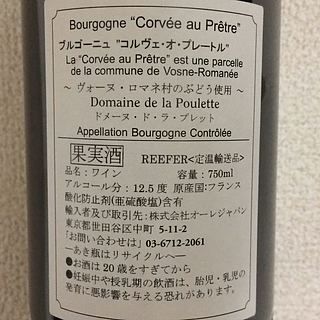 Bourgogne “Corvée au Prêtre”
ブルゴーニュ "コルヴェ・オ・プレートル"
La “Corvée au Prêtre” est une parcelle
de la commune de Vosne-Romanée
～ ヴォーヌ・ロマネ村のぶどう使用 ～
Domaine de la Poulette
ドメーヌ・ド・ラ・プレット
Appellation Bourgogne Contrôlée
果実酒 REEFER<定温輸送品>
品名：ワイン 容量：750ml
アルコール分：12.5度 原産国:フランス
酸化防止剤(亜硫酸塩)含有
輸入者及び取引先：株式会社オーレジャパン
東京都世田谷区中町 5-11-2
「お問い合わせは」03-6712-2061
―あき瓶はリサイクルへ―
●お酒は20歳をすぎてから
●妊娠中や授乳期の飲酒は、胎児・乳児の
発育に悪影響を与える恐れがあります。